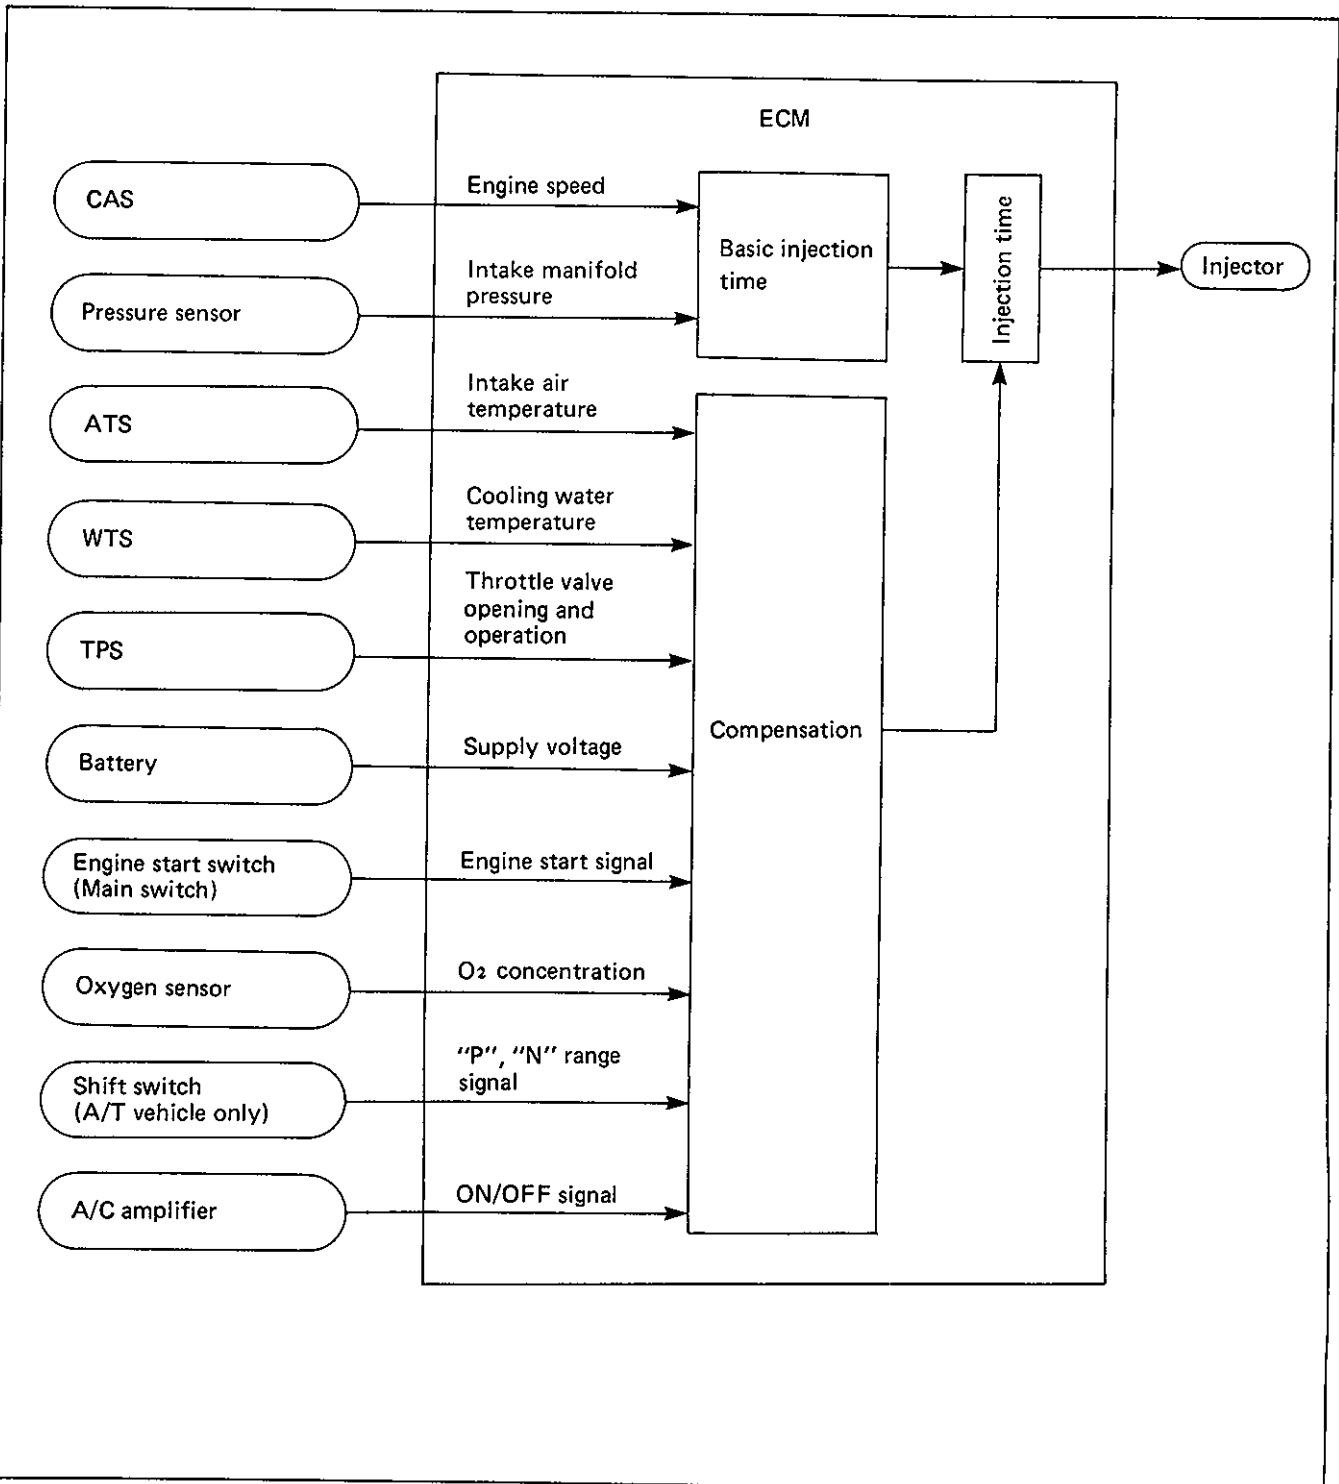 ECM
CAS
Engine speed
Basic injection
time
Injection time
Injector
Pressure sensor
Intake manifold
pressure
ATS
Intake air
temperature
WTS
Cooling water
temperature
TPS
Throttle valve
opening and
operation
Compensation
Battery
Supply voltage
Engine start switch
(Main switch)
Engine start signal
Oxygen sensor
O2 concentration
Shift switch
(A/T vehicle only)
“P”, “N” range
signal
A/C amplifier
ON/OFF signal